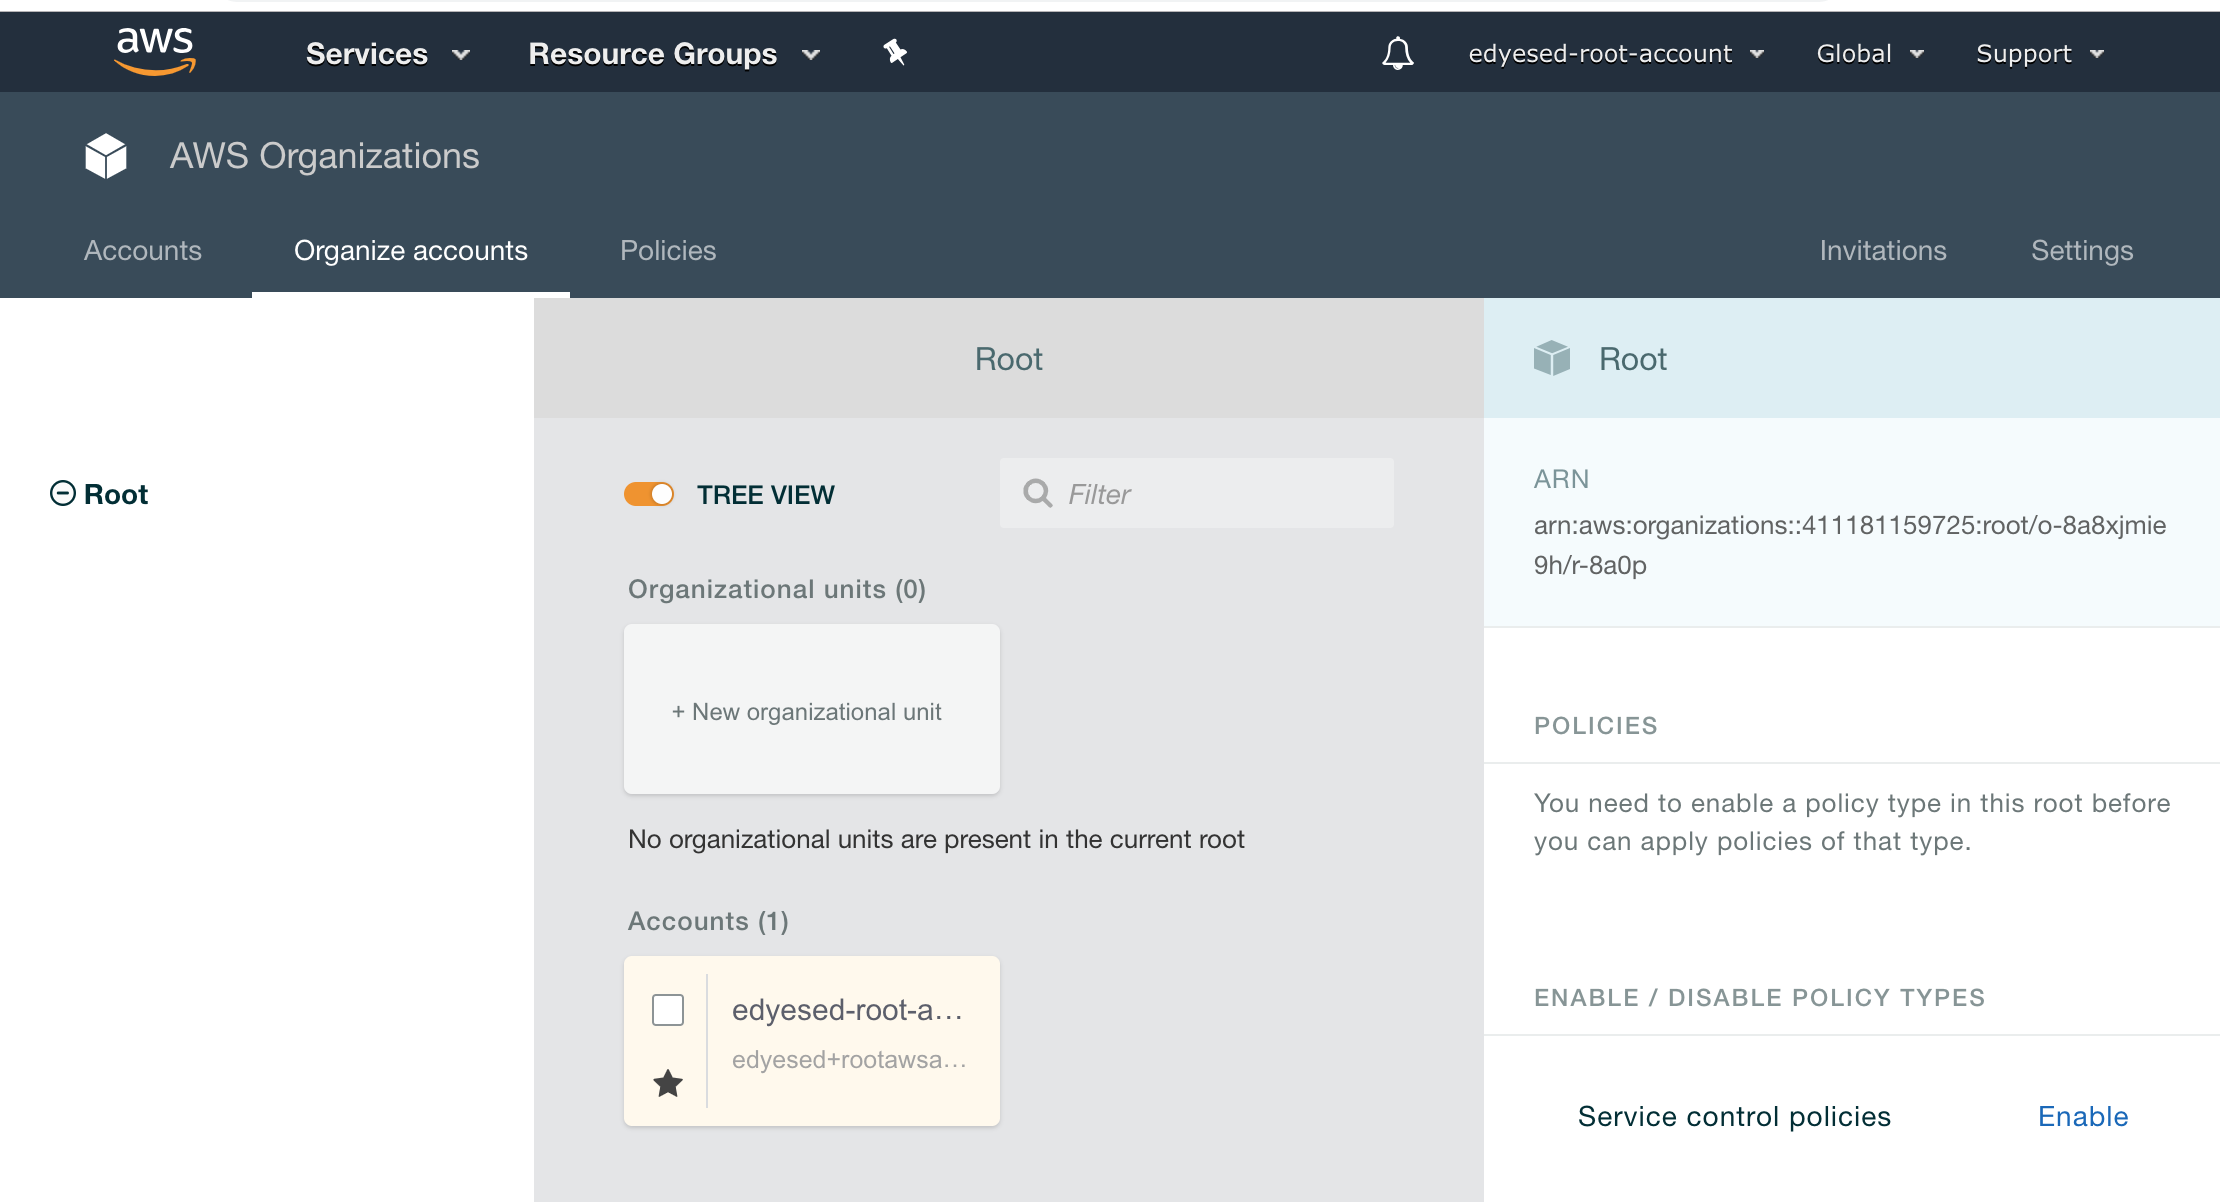 aws
Services
Resource Groups
edyesed-root-account
Global
Support
AWS Organizations
Accounts
Organize accounts
Policies
Invitations
Settings
Root
Root
TREE VIEW
Filter
Organizational units (0)
+ New organizational unit
No organizational units are present in the current root
Accounts (1)
edyesed-root-a...
edyesed+rootawsa...
Root
ARN
arn:aws:organizations::411181159725:root/o-8a8xjmie
9h/r-8a0p
POLICIES
You need to enable a policy type in this root before
you can apply policies of that type.
ENABLE / DISABLE POLICY TYPES
Service control policies
Enable